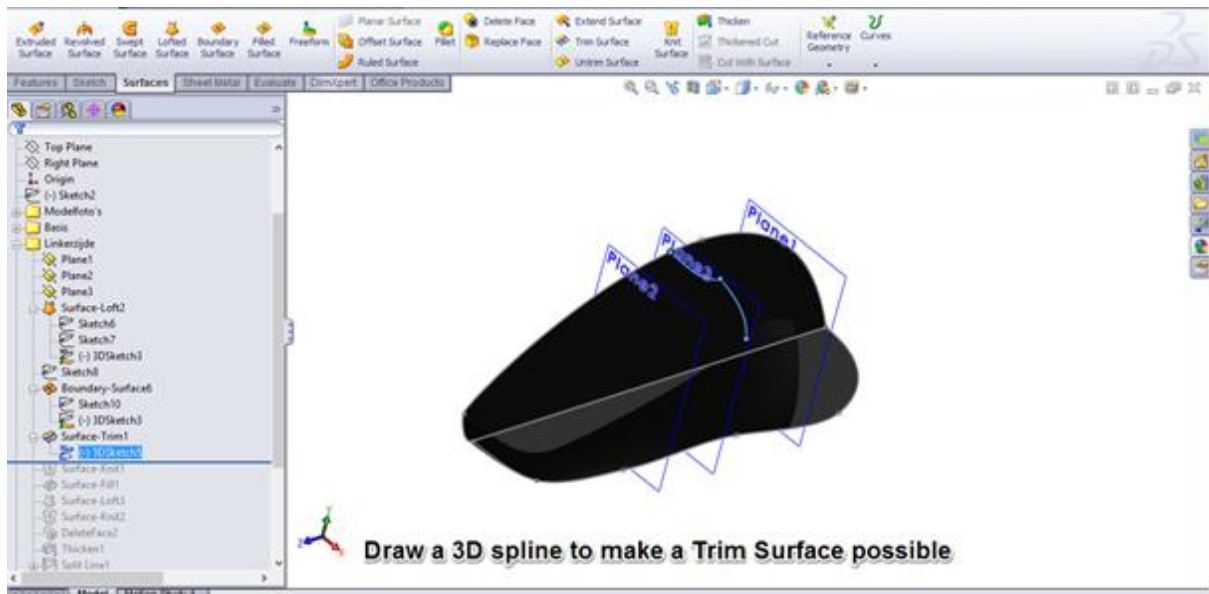 Planar Surface
Delete Face
Extend Surface
Thicken
Extruded Surface
Revolved Surface
Swept Surface
Lofted Surface
Boundary Surface
Filled Surface
Freeform
Offset Surface
Fillet
Replace Face
Trim Surface
Knit Surface
Thickened Cut
Reference Geometry
Curves
Ruled Surface
Untrim Surface
Cut With Surface
Features
Sketch
Surfaces
Sheet Metal
Evaluate
DimXpert
Office Products
Top Plane
Right Plane
Origin
(-) Sketch2
Modelfoto's
Basis
Linkerzijde
Plane1
Plane2
Plane3
Surface-Loft2
Sketch6
Sketch7
(-) 3DSketch3
Sketch8
Boundary-Surface6
Sketch10
(-) 3DSketch3
Surface-Trim1
(-) 3DSketch5
Surface-Knit1
Surface-Fill1
Surface-Loft3
Surface-Knit2
DeleteFace2
Thicken1
Split Line1
Plane1
Plane3
Plane2
Y
Z
X
Draw a 3D spline to make a Trim Surface possible
Model
Motion Study 1